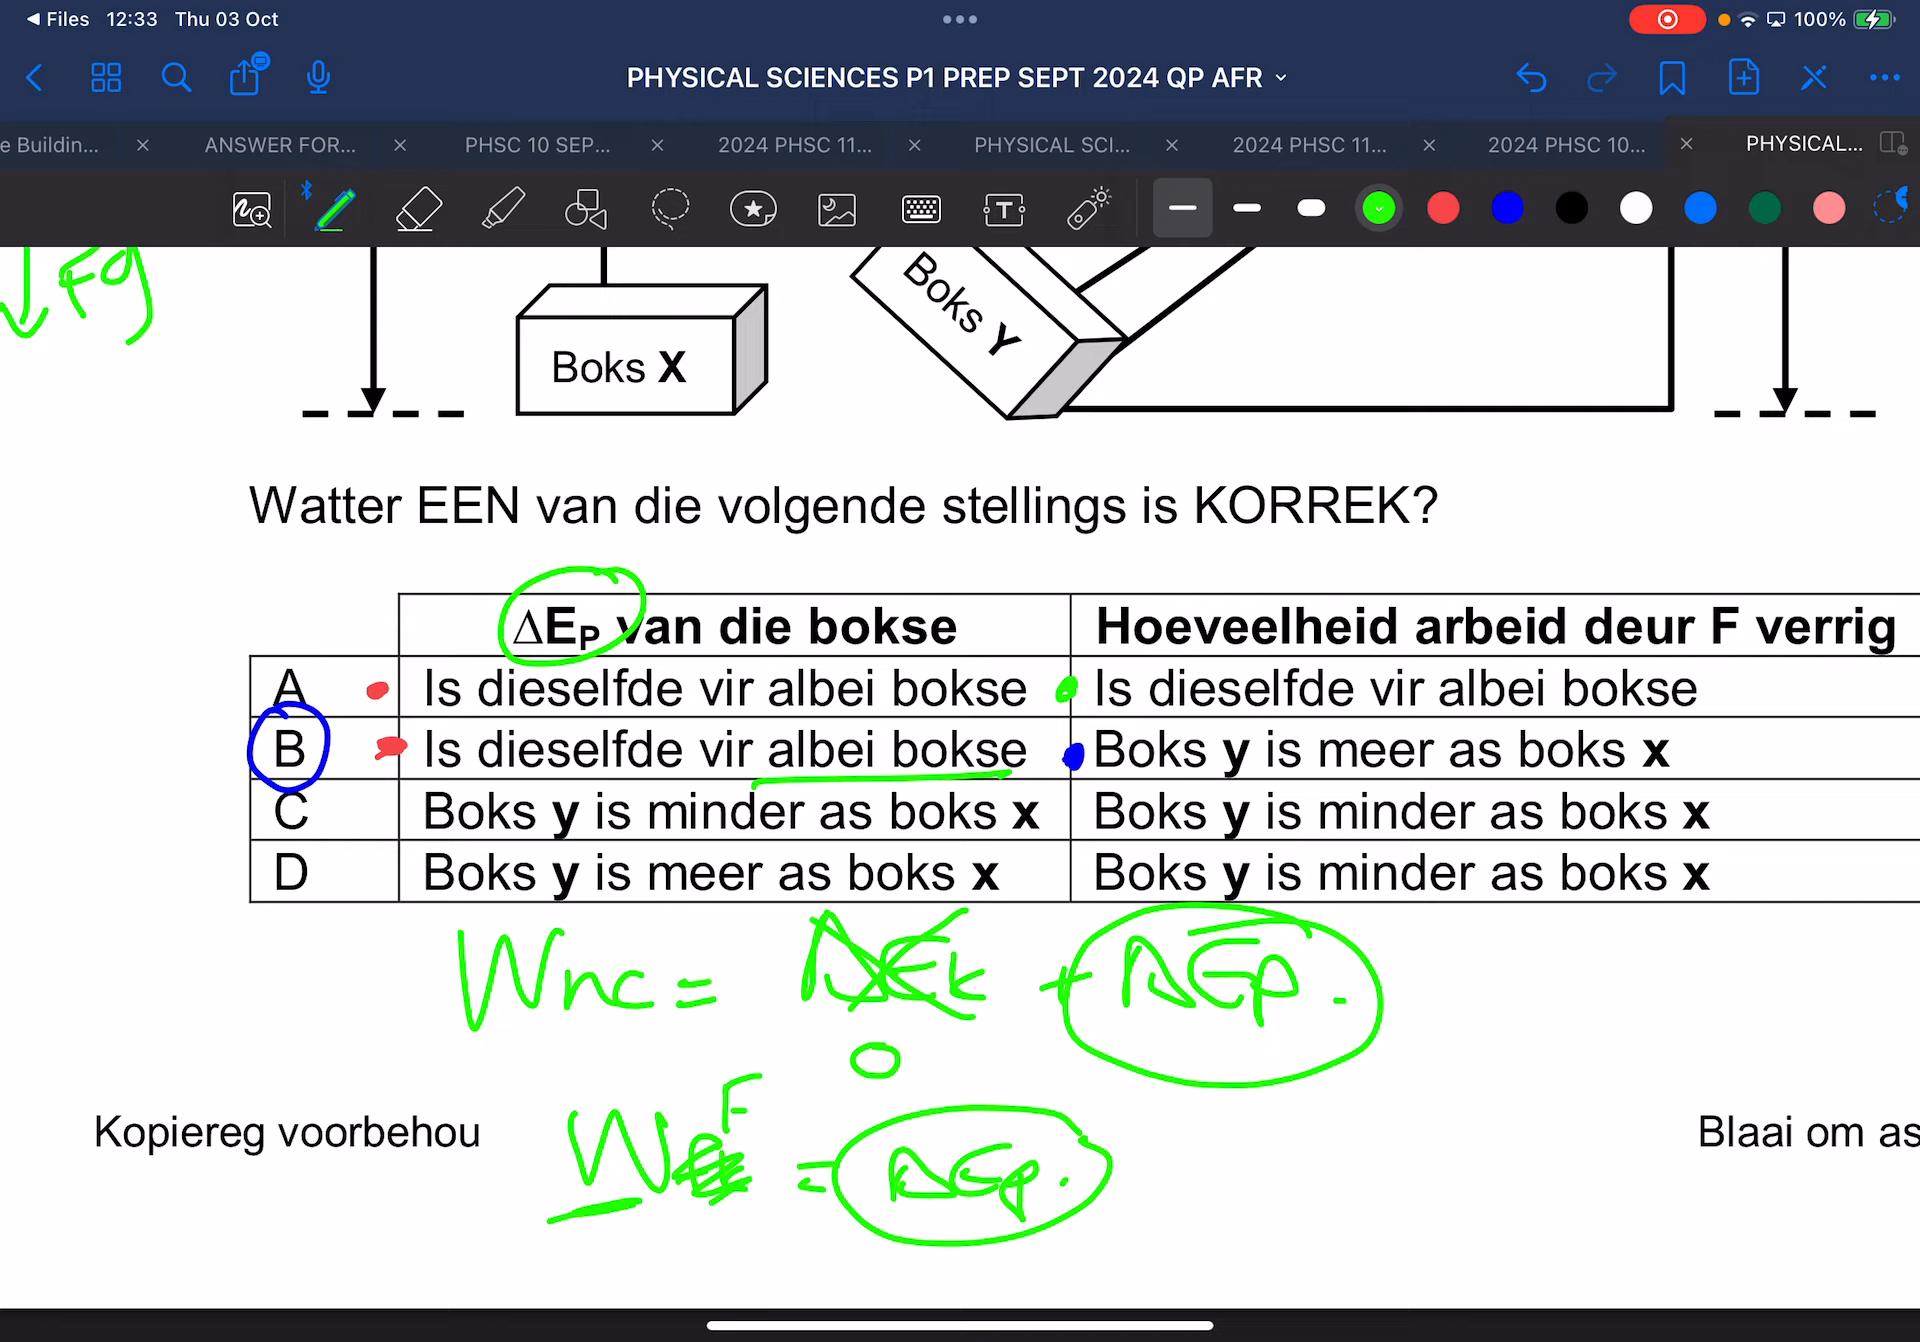 Files 12:33 Thu 03 Oct
100%
PHYSICAL SCIENCES P1 PREP SEPT 2024 QP AFR
e Buildin... ANSWER FOR... PHSC 10 SEP... 2024 PHSC 11... PHYSICAL SCI... 2024 PHSC 11... 2024 PHSC 10... PHYSICAL...
Fg
Boks X
Boks Y
Watter EEN van die volgende stellings is KORREK?
ΔEP van die bokse Hoeveelheid arbeid deur F verrig
A Is dieselfde vir albei bokse Is dieselfde vir albei bokse
B Is dieselfde vir albei bokse Boks y is meer as boks x
C Boks y is minder as boks x Boks y is minder as boks x
D Boks y is meer as boks x Boks y is minder as boks x
Wnc = ΔEk + ΔEp.
0
WF = ΔEp.
Kopiereg voorbehou
Blaai om as